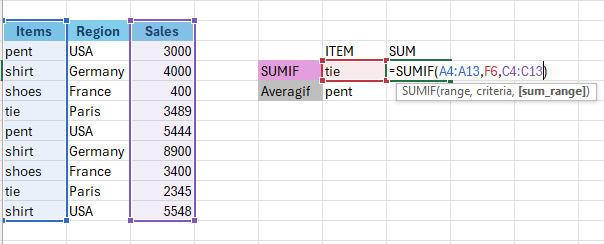 Items Region Sales
pent USA 3000 ITEM SUM
shirt Germany 4000 SUMIF tie =SUMIF(A4:A13,F6,C4:C13)
shoes France 400 Averagif pent SUMIF(range, criteria, [sum_range])
tie Paris 3489
pent USA 5444
shirt Germany 8900
shoes France 3400
tie Paris 2345
shirt USA 5548